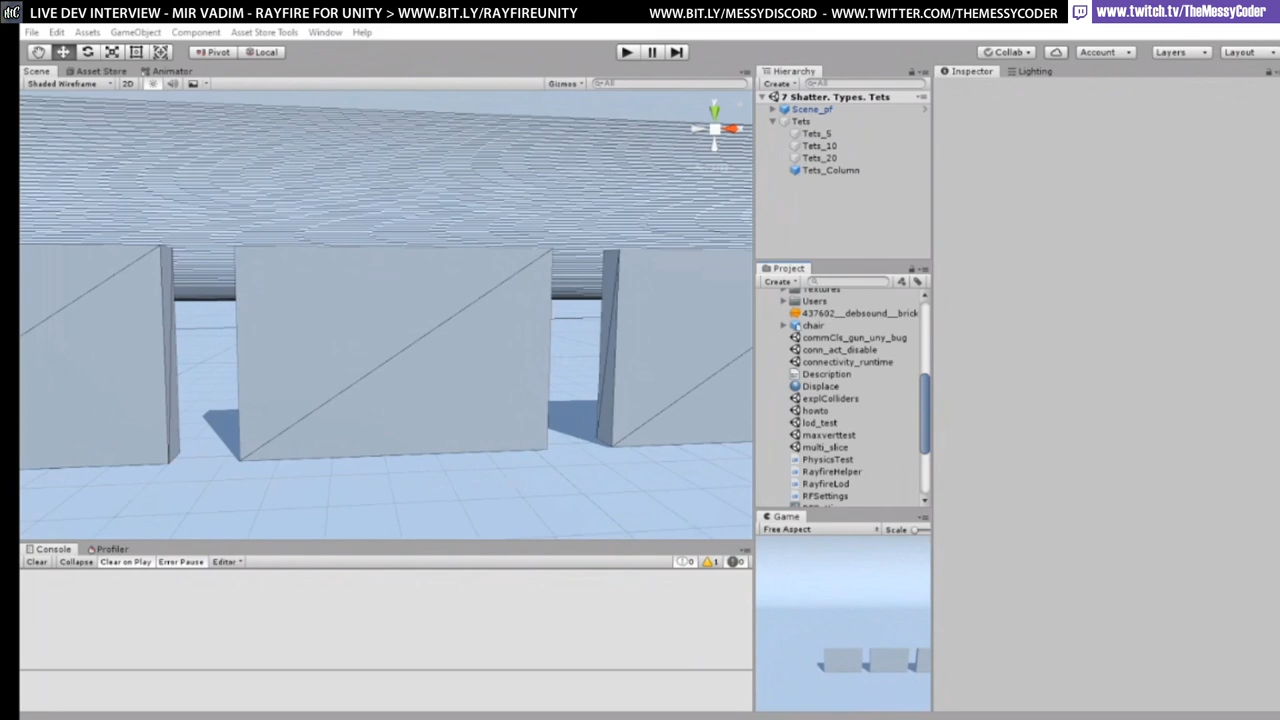 LIVE DEV INTERVIEW - MIR VADIM - RAYFIRE FOR UNITY > WWW.BIT.LY/RAYFIREUNITY
WWW.BIT.LV/MESSYDISCORD - WWW.TWITTER.COM/THEMESSYCODER
www.twitch.tv/TheMessyCoder
File Edit Assets GameObject Component Asset Store Tools Window Help
Pivot Local
Collab Account Layers Layout
Scene Asset Store Animator
Shaded Wireframe 2D Gizmos All
Hierarchy
Create All
7 Shatter. Types. Tets
Scene_pf
Tets
Tets_5
Tets_10
Tets_20
Tets_Column
Inspector Lighting
Project
Create
Textures
Users
437602__debsound__brick
chair
commCls_gun_uny_bug
conn_act_disable
connectivity_runtime
Description
Displace
explColliders
howto
lod_test
maxverttest
multi_slice
PhysicsTest
RayfireHelper
RayfireLod
RFSettings
Game
Free Aspect Scale
Console Profiler
Clear Collapse Clear on Play Error Pause Editor 0 1 0